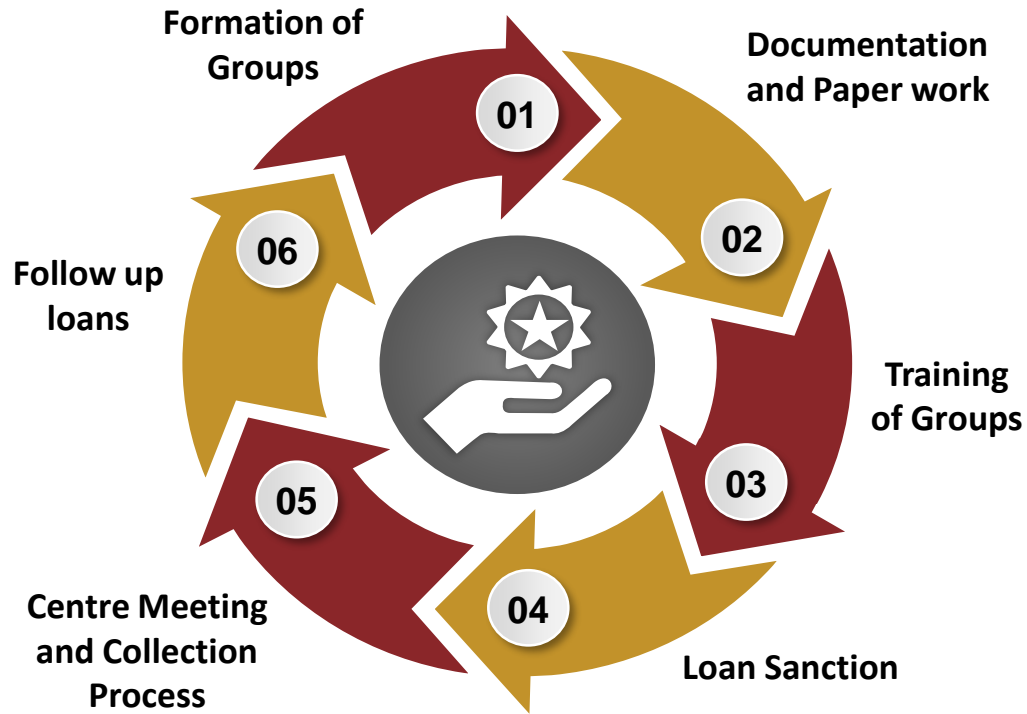 Formation of
Groups
01
Documentation
and Paper work
02
Training
of Groups
03
Loan Sanction
04
Centre Meeting
and Collection
Process
05
Follow up
loans
06